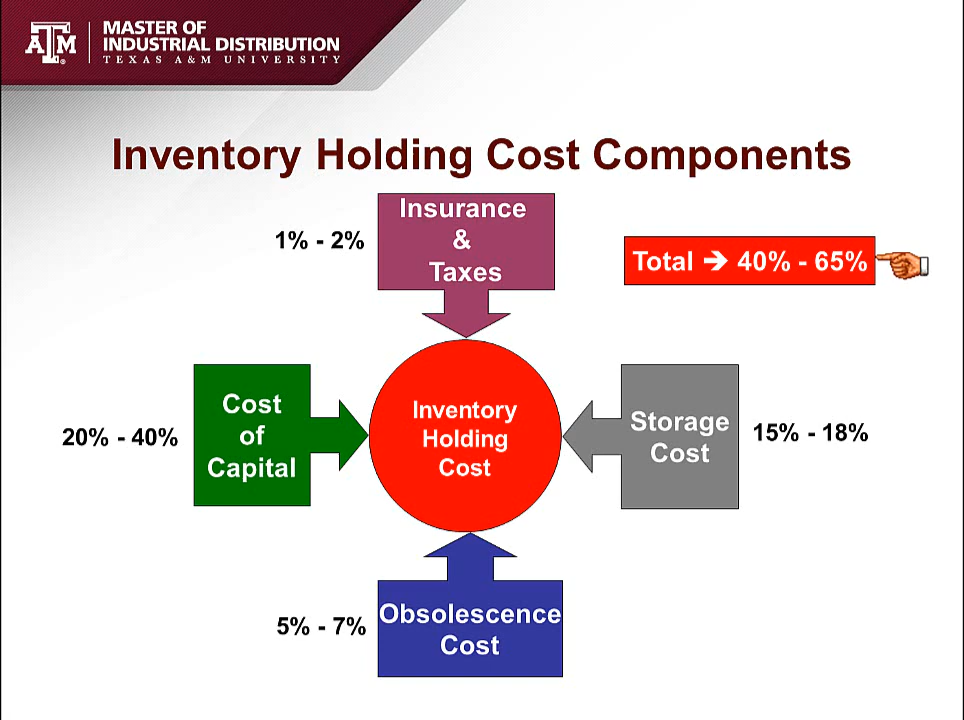 ATM
MASTER OF
INDUSTRIAL DISTRIBUTION
TEXAS A&M UNIVERSITY
Inventory Holding Cost Components
Insurance
&
Taxes
1% - 2%
Total ➔ 40% - 65%
Cost
of
Capital
20% - 40%
Inventory
Holding
Cost
Storage
Cost
15% - 18%
5% - 7%
Obsolescence
Cost